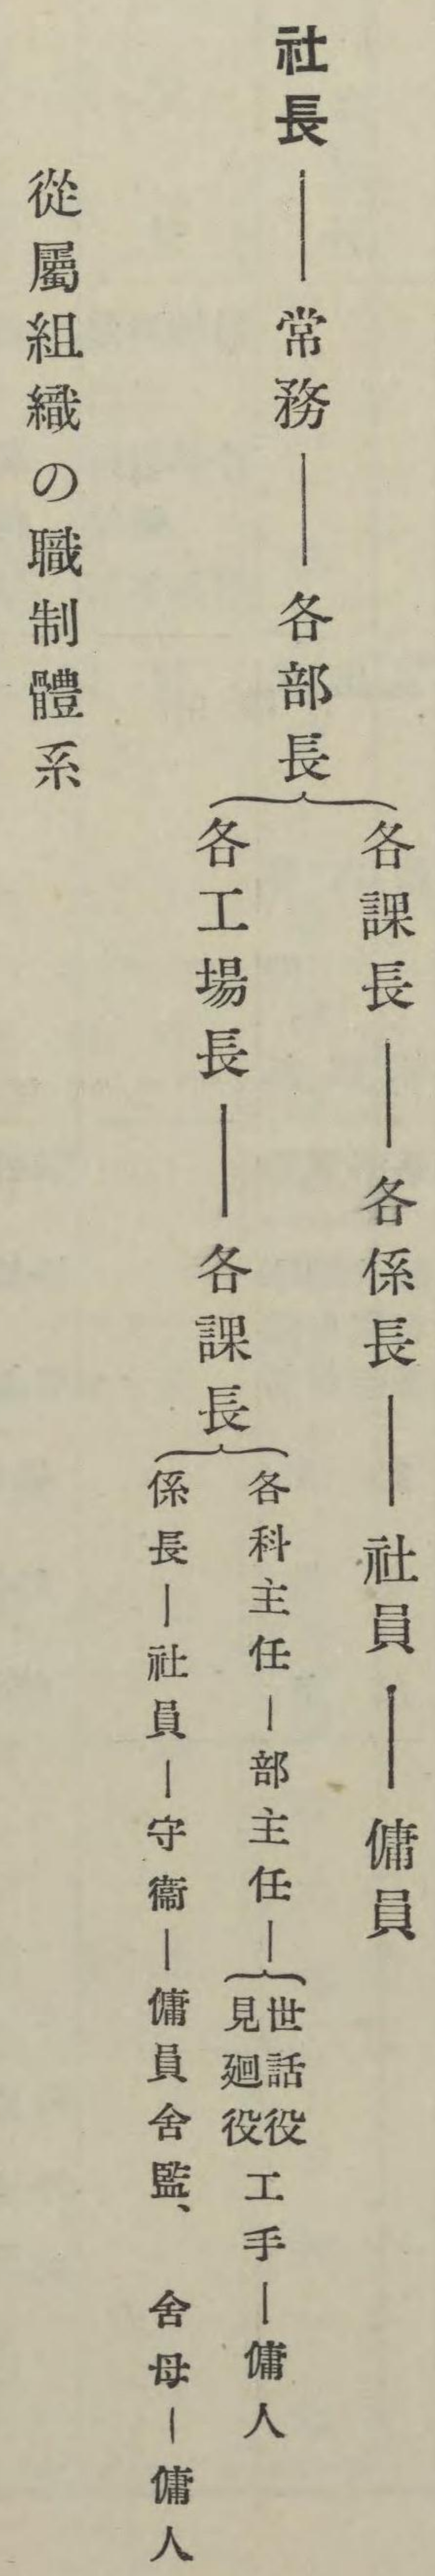 各課長――各係長――社員――傭員
社長――常務――各部長
各科主任―部主任―
世話役
見廻役
工手―傭人
各工場長――各課長
係長―社員―守衞―傭員舍監、舍母―傭人
從屬組織の職制體系